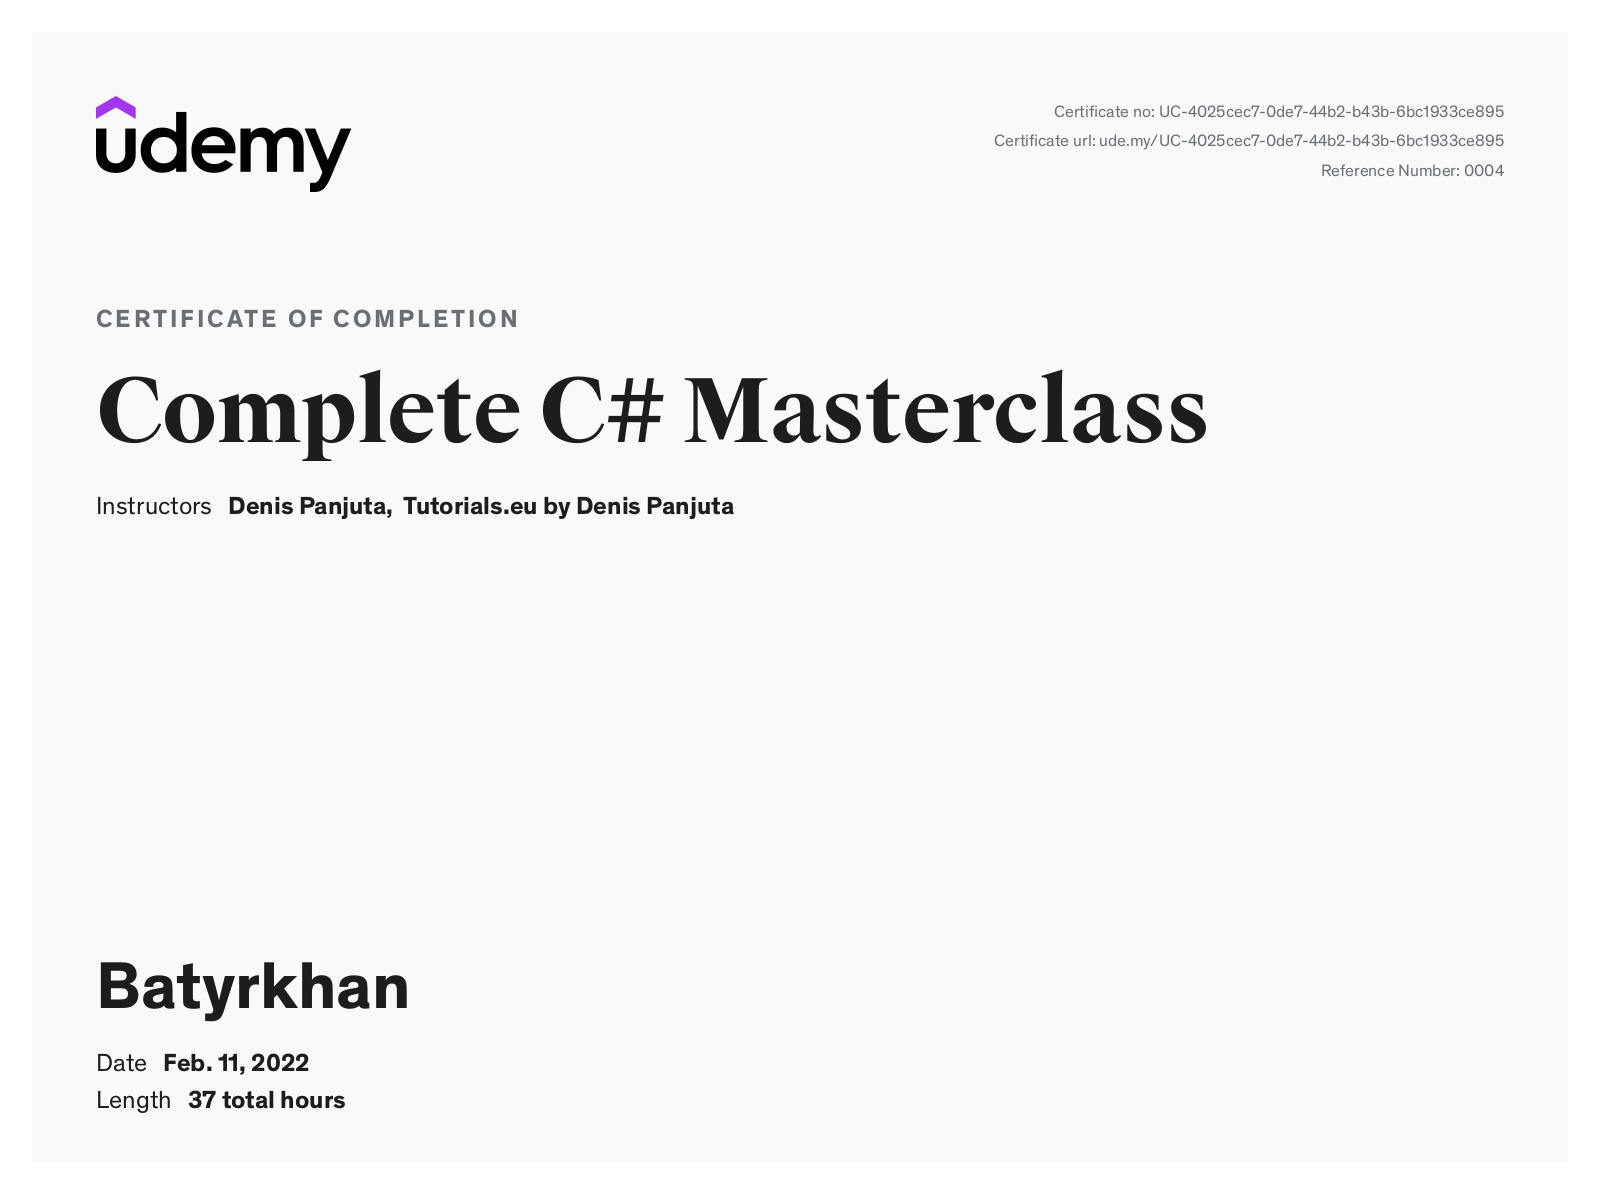 udemy
Certificate no: UC-4025cec7-0de7-44b2-b43b-6bc1933ce895
Certificate url: ude.my/UC-4025cec7-0de7-44b2-b43b-6bc1933ce895
Reference Number: 0004
CERTIFICATE OF COMPLETION
Complete C# Masterclass
Instructors Denis Panjuta, Tutorials.eu by Denis Panjuta
Batyrkhan
Date Feb. 11, 2022
Length 37 total hours